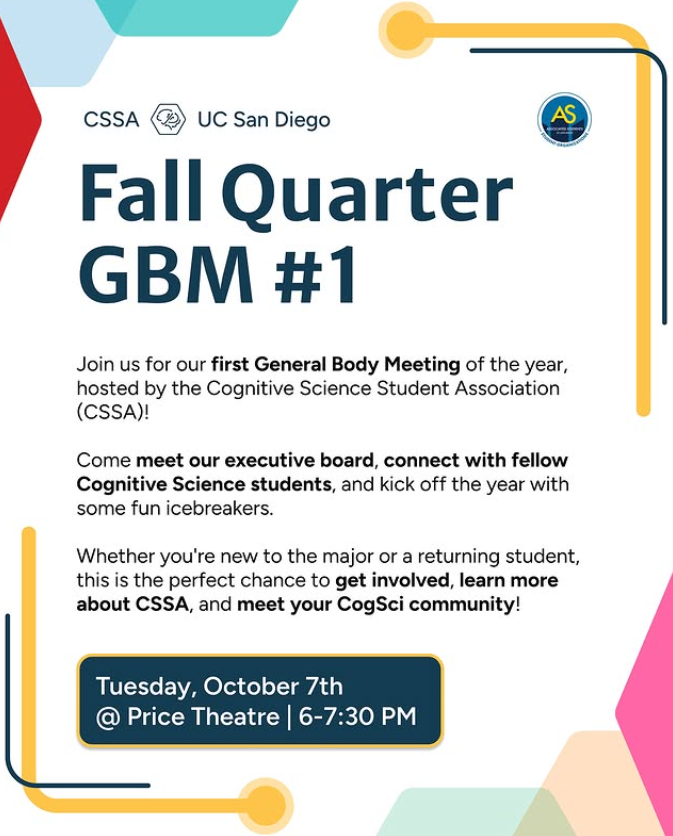 CSSA UC San Diego
AS
Fall Quarter
GBM #1
Join us for our first General Body Meeting of the year,
hosted by the Cognitive Science Student Association
(CSSA)!
Come meet our executive board, connect with fellow
Cognitive Science students, and kick off the year with
some fun icebreakers.
Whether you're new to the major or a returning student,
this is the perfect chance to get involved, learn more
about CSSA, and meet your CogSci community!
Tuesday, October 7th
@ Price Theatre | 6-7:30 PM